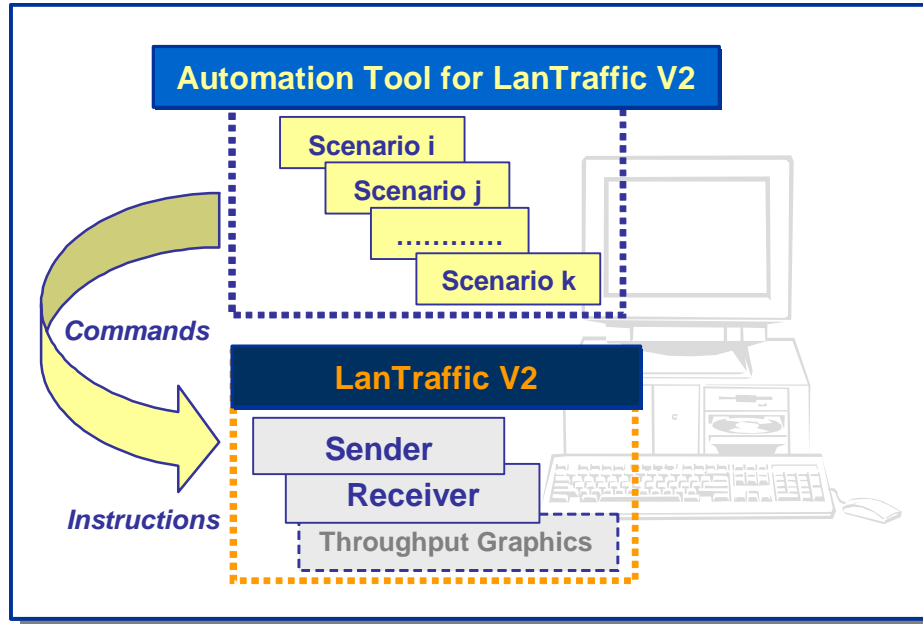 Automation Tool for LanTraffic V2
Scenario i
Scenario j
............
Scenario k
Commands
LanTraffic V2
Sender
Receiver
Instructions
Throughput Graphics